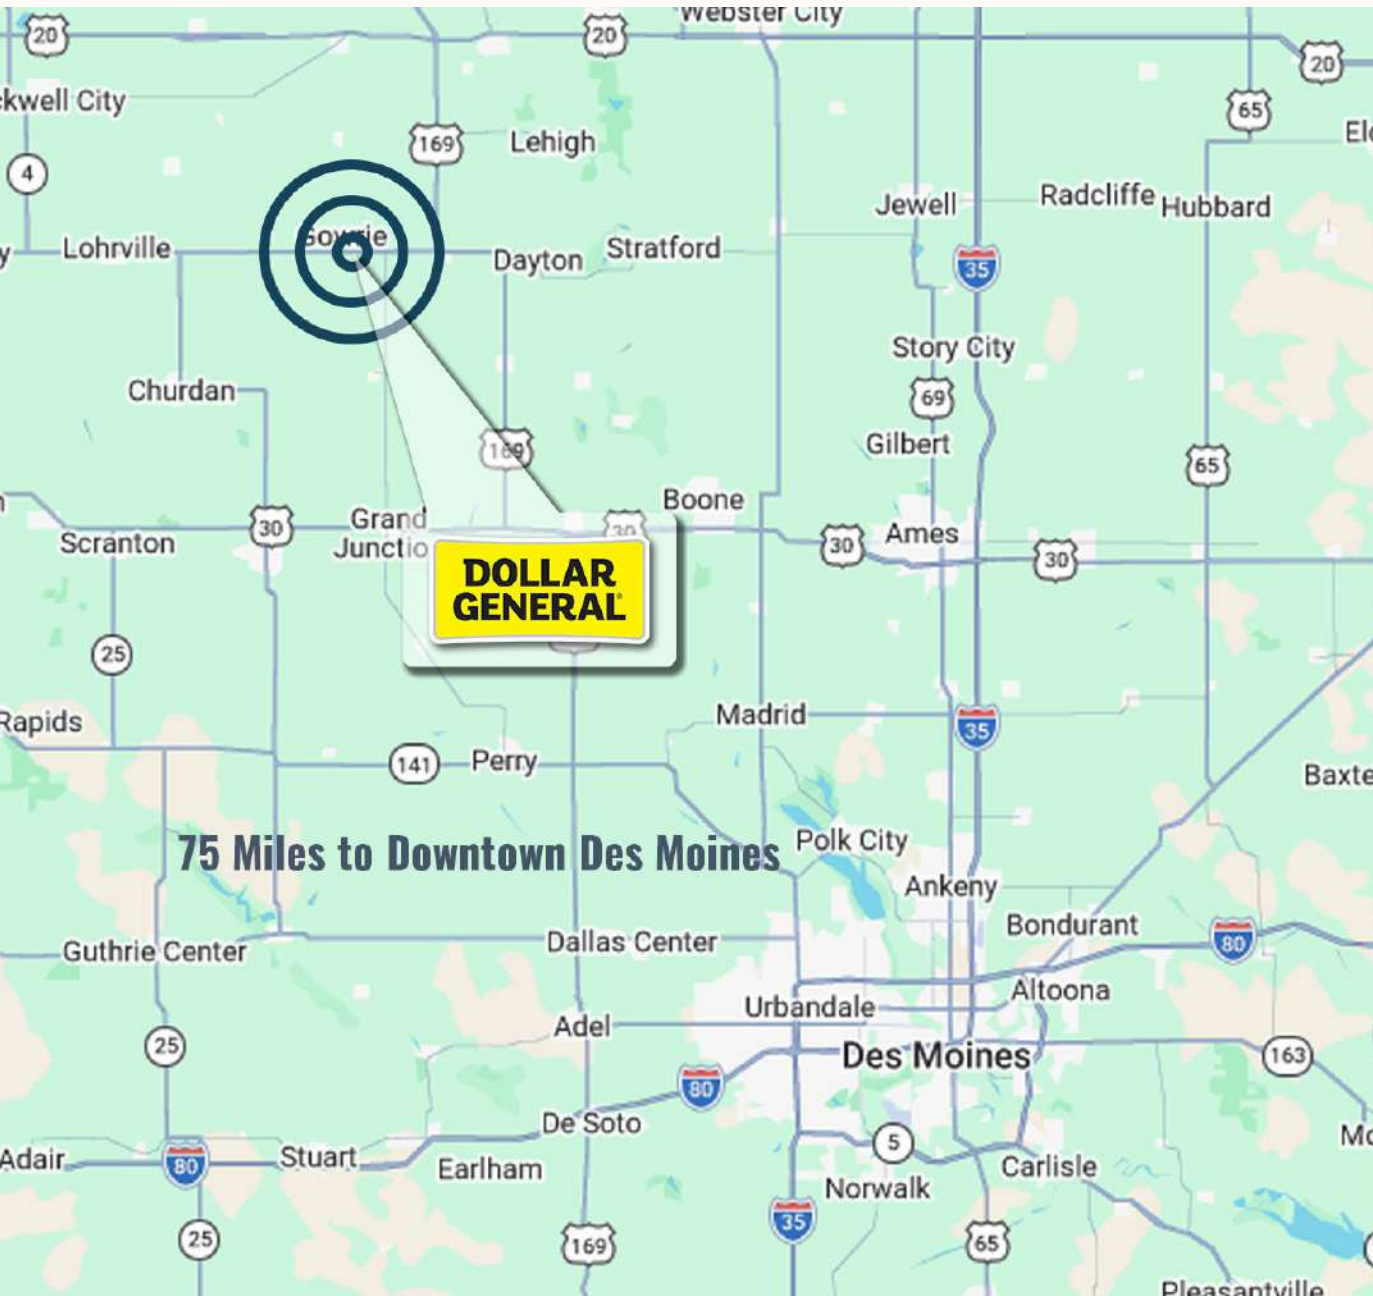 Webster City
20
20
20
ckwell City
65
169
Lehigh
4
Jewell
Radcliffe
Hubbard
Lohrville
Gowrie
Dayton
Stratford
35
Story City
Churdan
69
Gilbert
169
65
Boone
30
Grand
Junctio
30
Scranton
30
Ames
30
DOLLAR
GENERAL
25
Rapids
Madrid
35
141
Perry
Baxte
75 Miles to Downtown Des Moines
Polk City
Ankeny
Bondurant
80
Guthrie Center
Dallas Center
Altoona
Urbandale
Adel
25
Des Moines
163
80
De Soto
5
Adair
80
Stuart
Earlham
Carlisle
Norwalk
35
25
169
65
Pleasantville